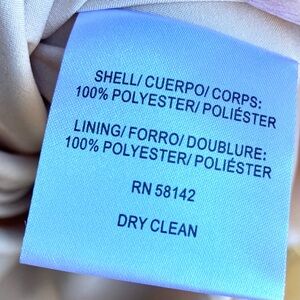 SHELL/ CUERPO/ CORPS:
100% POLYESTER/ POLIÉSTER
LINING/ FORRO/ DOUBLURE:
100% POLYESTER/ POLIÉSTER
RN 58142
DRY CLEAN